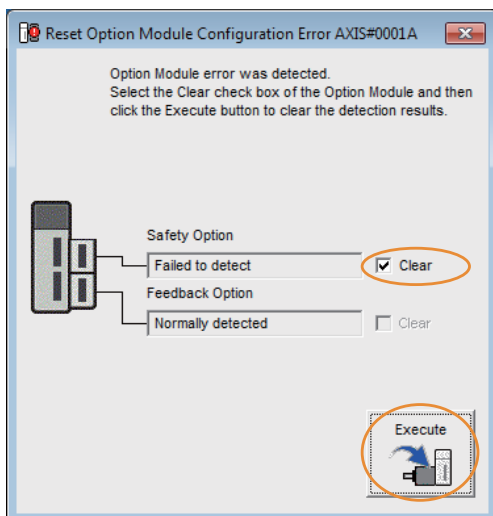 Reset Option Module Configuration Error AXIS#0001A
Option Module error was detected.
Select the Clear check box of the Option Module and then
click the Execute button to clear the detection results.
Safety Option
Failed to detect
Clear
Feedback Option
Normally detected
Clear
Execute